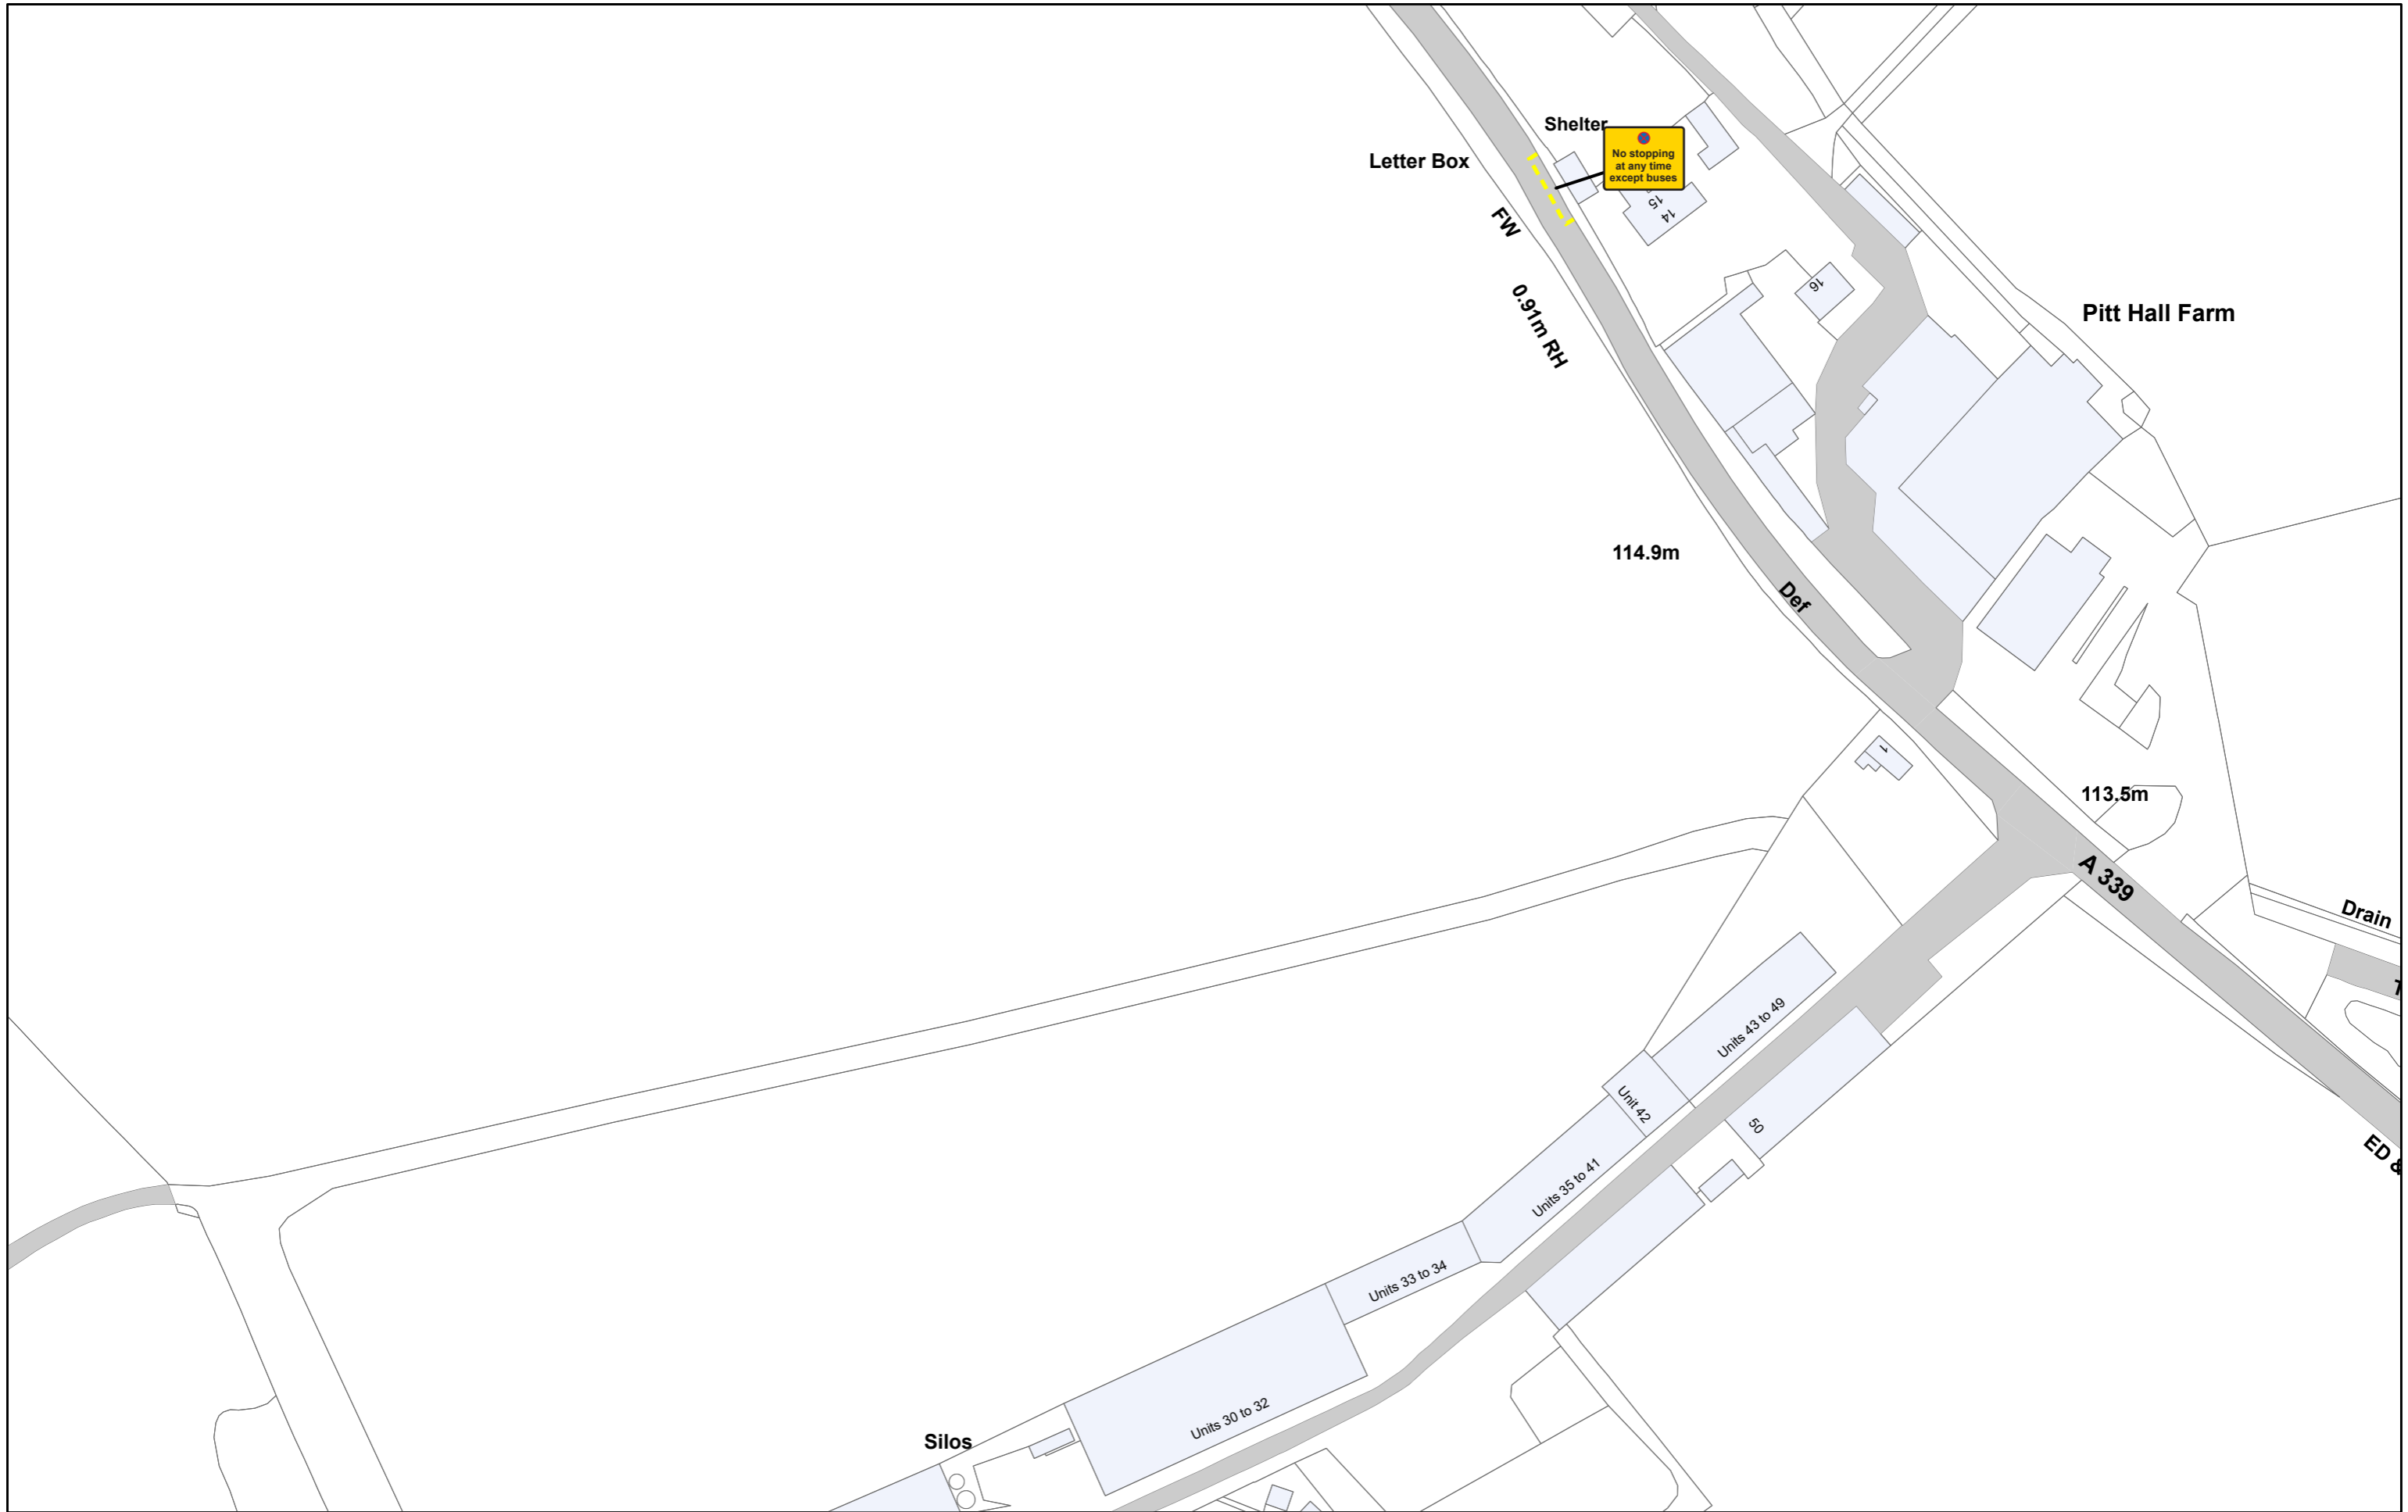 Shelter
No stopping
at any time
except buses
Letter Box
15
14
FW
16
0.91m RH
Pitt Hall Farm
114.9m
Def
1
113.5m
A 339
Drain
Units 43 to 49
Unit 42
50
ED &
Units 35 to 41
Units 33 to 34
Units 30 to 32
Silos